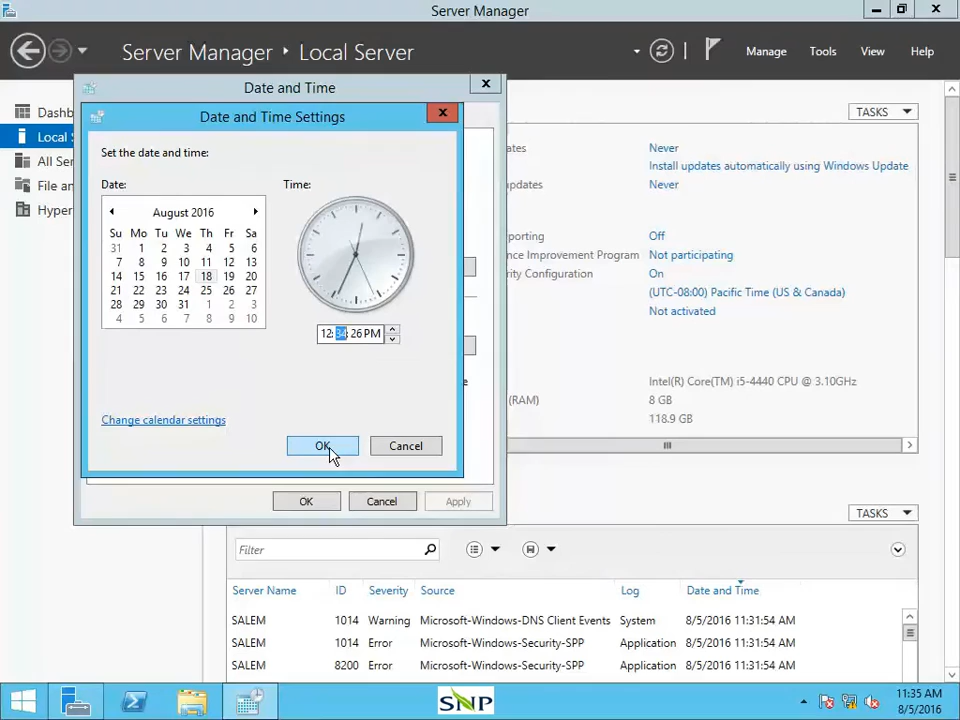 Server Manager
Server Manager ‣ Local Server
Manage Tools View Help
Date and Time
Date and Time Settings
Set the date and time:
Date:
Time:
August 2016
Su Mo Tu We Th Fr Sa
31 1 2 3 4 5 6
7 8 9 10 11 12 13
14 15 16 17 18 19 20
21 22 23 24 25 26 27
28 29 30 31 1 2 3
4 5 6 7 8 9 10
12:34:26 PM
Change calendar settings
OK Cancel
OK Cancel Apply
Dashb
Local S
All Ser
File an
Hyper
TASKS
dates Never
Install updates automatically using Windows Update
updates Never
eporting Off
ience Improvement Program Not participating
rity Configuration On
(UTC-08:00) Pacific Time (US & Canada)
Not activated
Intel(R) Core(TM) i5-4440 CPU @ 3.10GHz
(RAM) 8 GB
118.9 GB
TASKS
Filter
Server Name ID Severity Source Log Date and Time
SALEM 1014 Warning Microsoft-Windows-DNS Client Events System 8/5/2016 11:31:54 AM
SALEM 1014 Error Microsoft-Windows-Security-SPP Application 8/5/2016 11:31:54 AM
SALEM 8200 Error Microsoft-Windows-Security-SPP Application 8/5/2016 11:31:54 AM
SNP
11:35 AM
8/5/2016